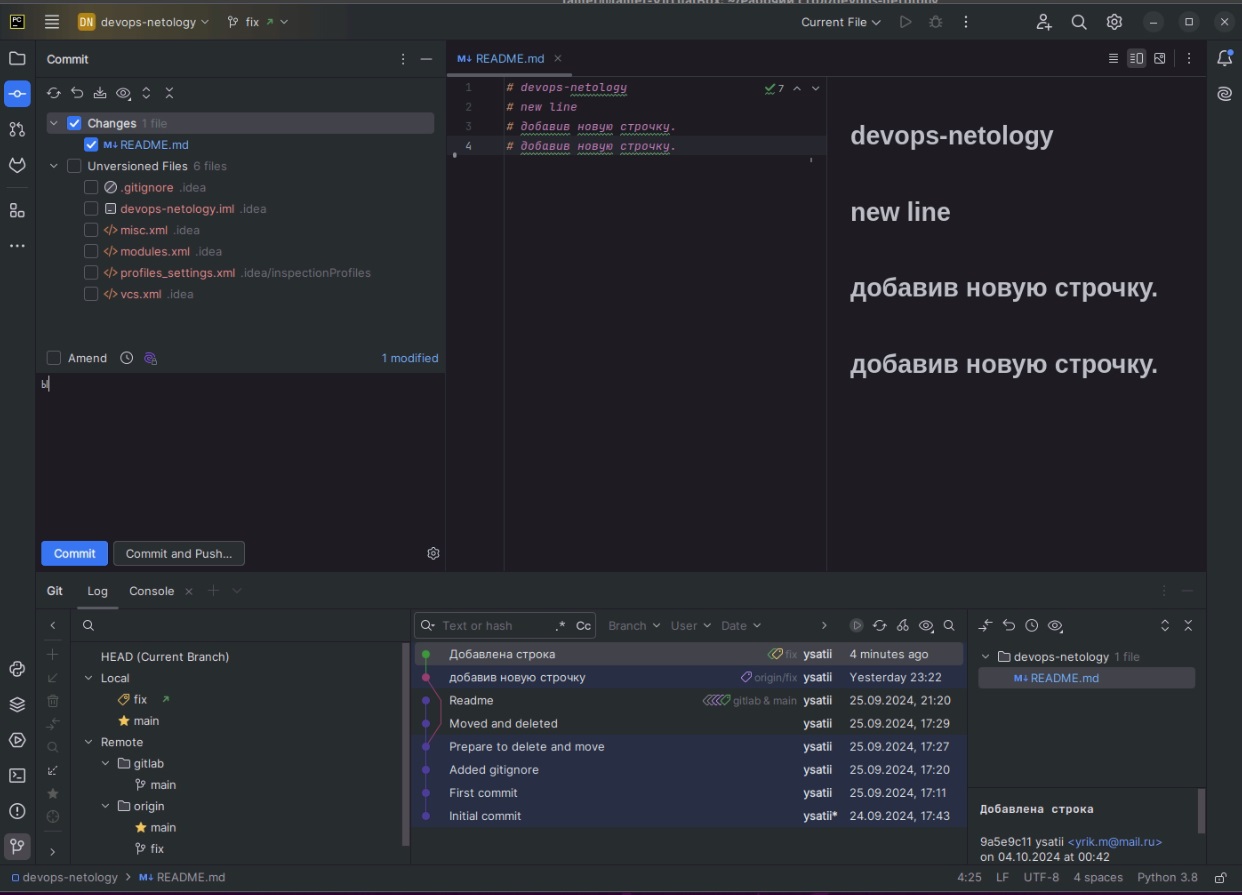 PC
DN devops-netology fix Current File
Commit
README.md
Changes 1 file
README.md
Unversioned Files 6 files
.gitignore .idea
devops-netology.iml .idea
misc.xml .idea
modules.xml .idea
profiles_settings.xml .idea/inspectionProfiles
vcs.xml .idea
Amend 1 modified
ы
Commit Commit and Push...
1 # devops-netology 7
2 # new line
3 # добавив новую строчку.
4 # добавив новую строчку.
devops-netology
new line
добавив новую строчку.
добавив новую строчку.
Git Log Console
HEAD (Current Branch)
Local
fix
main
Remote
gitlab
main
origin
main
fix
Text or hash .* Cc Branch User Date
Добавлена строка fix ysatii 4 minutes ago
добавив новую строчку origin/fix ysatii Yesterday 23:22
Readme gitlab & main ysatii 25.09.2024, 21:20
Moved and deleted ysatii 25.09.2024, 17:29
Prepare to delete and move ysatii 25.09.2024, 17:27
Added gitignore ysatii 25.09.2024, 17:20
First commit ysatii 25.09.2024, 17:11
Initial commit ysatii* 24.09.2024, 17:43
devops-netology 1 file
README.md
Добавлена строка
9a5e9c11 ysatii <yrik.m@mail.ru>
on 04.10.2024 at 00:42
devops-netology > README.md 4:25 LF UTF-8 4 spaces Python 3.8